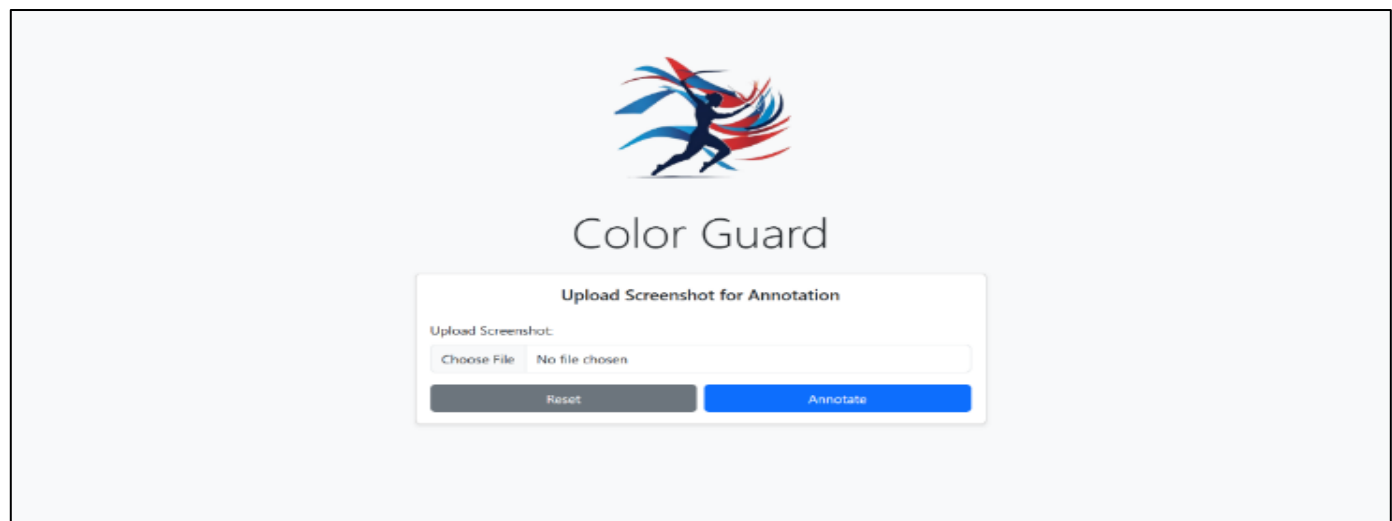 Color Guard
Upload Screenshot for Annotation
Upload Screenshot:
Choose File No file chosen
Reset Annotate